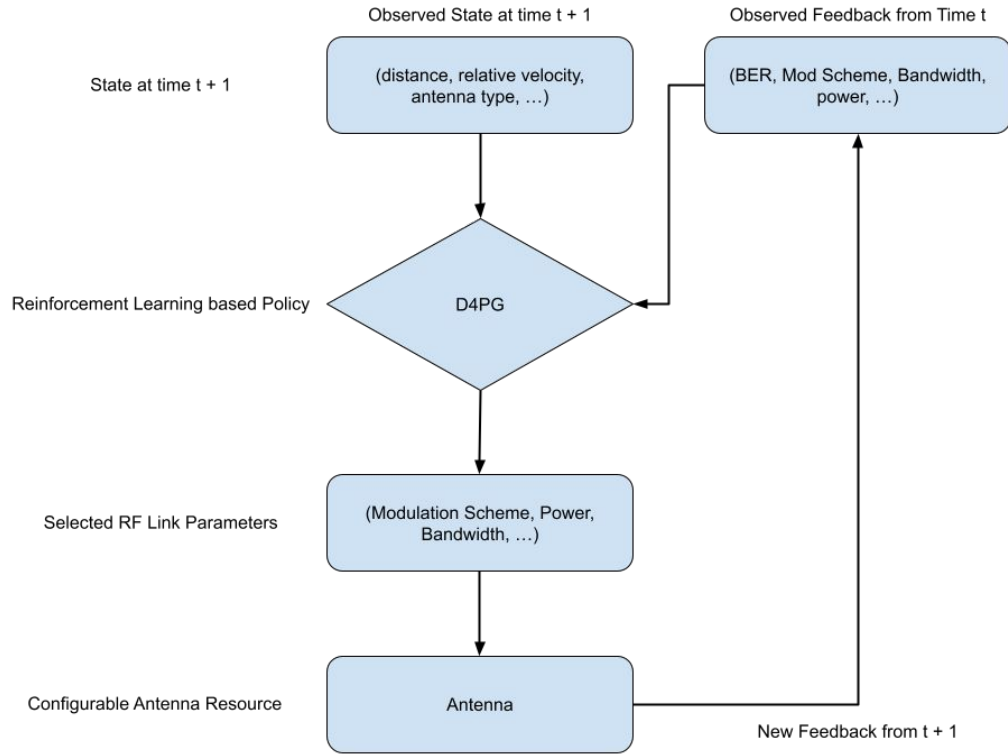 Observed State at time t + 1
Observed Feedback from Time t
State at time t + 1
(distance, relative velocity,
antenna type, …)
(BER, Mod Scheme, Bandwidth,
power, …)
Reinforcement Learning based Policy
D4PG
Selected RF Link Parameters
(Modulation Scheme, Power,
Bandwidth, …)
Configurable Antenna Resource
Antenna
New Feedback from t + 1